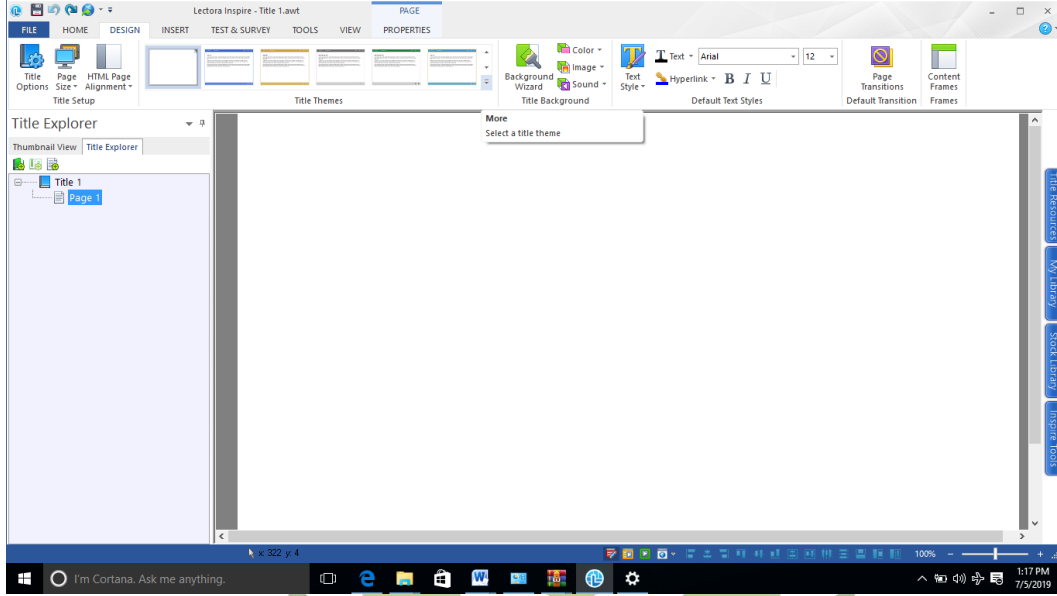 Lectora Inspire - Title 1.awt
PAGE
FILE HOME DESIGN INSERT TEST & SURVEY TOOLS VIEW PROPERTIES
Title Options
Page Size
HTML Page Alignment
Title Setup
Title Themes
Background Wizard
Color
Image
Sound
Title Background
Text Style
Text
Arial
12
Hyperlink
B I U
Default Text Styles
Page Transitions
Default Transition
Content Frames
Frames
More
Select a title theme
Title Explorer
Thumbnail View Title Explorer
Title 1
Page 1
Title Resources
My Library
Stock Library
Inspire Tools
x: 322 y: 4
100%
I'm Cortana. Ask me anything.
1:17 PM
7/5/2019